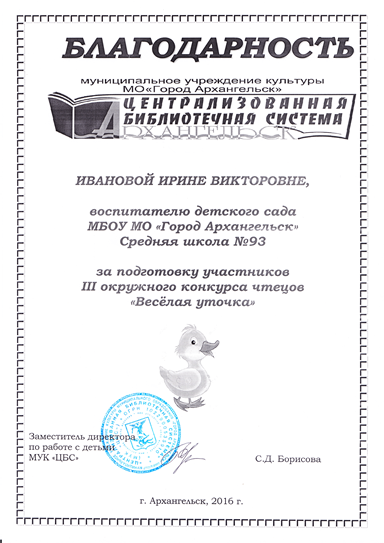 БЛАГОДАРНОСТЬ
муниципальное учреждение культуры
МО«Город Архангельск»
ЦЕНТРАЛИЗОВАННАЯ
БИБЛИОТЕЧНАЯ СИСТЕМА
АРХАНГЕЛЬСК
ИВАНОВОЙ ИРИНЕ ВИКТОРОВНЕ,
воспитателю детского сада
МБОУ МО «Город Архангельск»
Средняя школа №93
за подготовку участников
III окружного конкурса чтецов
«Весёлая уточка»
Заместитель директора
по работе с детьми
МУК «ЦБС»
С.Д. Борисова
г. Архангельск, 2016 г.